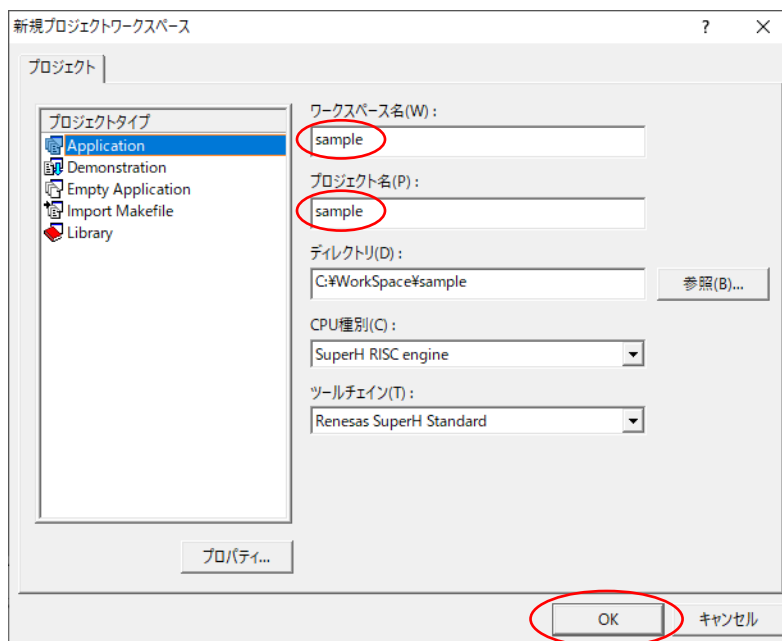 新規プロジェクトワークスペース
プロジェクト
プロジェクトタイプ
Application
Demonstration
Empty Application
Import Makefile
Library
ワークスペース名(W) :
sample
プロジェクト名(P) :
sample
ディレクトリ(D) :
C:¥WorkSpace¥sample
参照(B)...
CPU種別(C) :
SuperH RISC engine
ツールチェイン(T) :
Renesas SuperH Standard
プロパティ...
OK
キャンセル